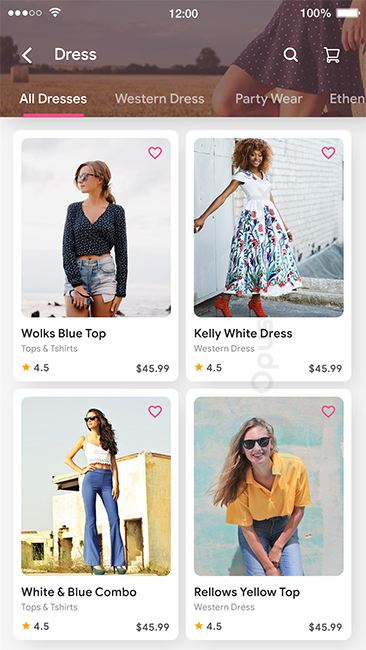 12:00 100%
Dress
All Dresses Western Dress Party Wear Ethen
Wolks Blue Top Kelly White Dress
Tops & Tshirts Western Dress
4.5 $45.99 4.5 $45.99
Opus
White & Blue Combo Rellows Yellow Top
Tops & Tshirts Western Dress
4.5 $45.99 4.5 $45.99